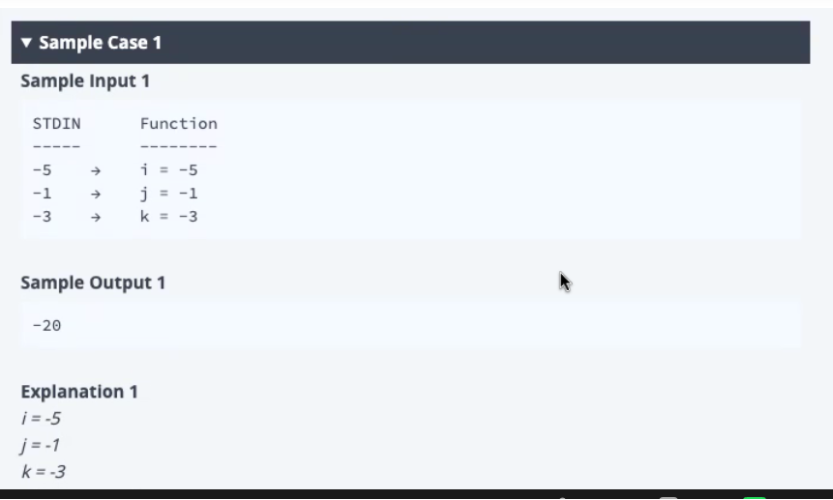 ▼ Sample Case 1
Sample Input 1
STDIN Function
----- --------
-5 → i = -5
-1 → j = -1
-3 → k = -3
Sample Output 1
-20
Explanation 1
i = -5
j = -1
k = -3